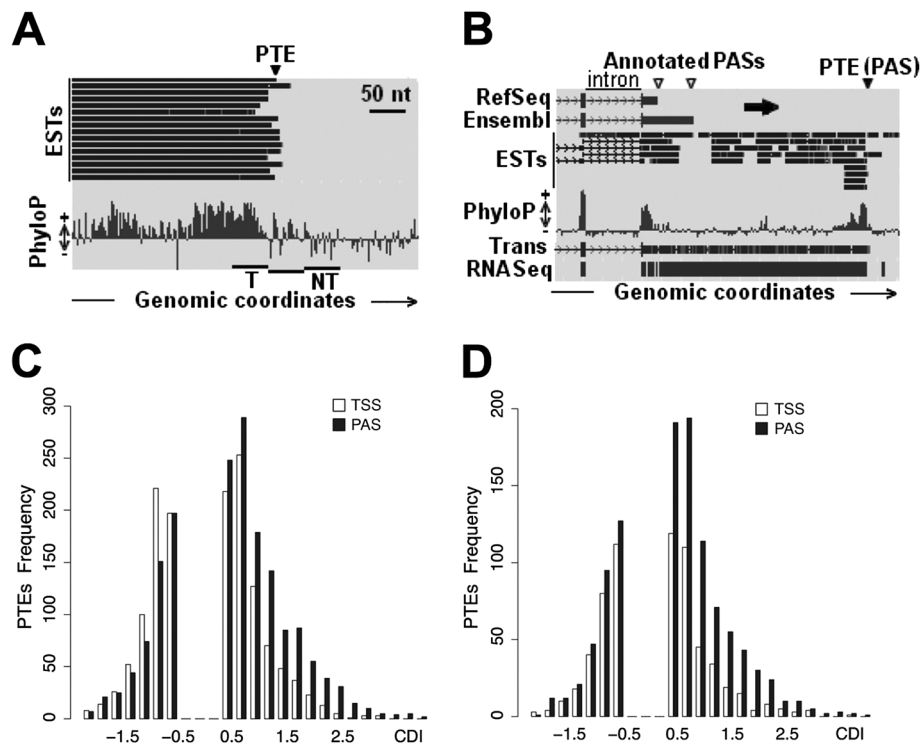 A
PTE
50 nt
ESTs
PhyloP
+
-
T
NT
Genomic coordinates
B
Annotated PASs
PTE (PAS)
intron
RefSeq
Ensembl
ESTs
PhyloP
+
-
Trans
RNASeq
Genomic coordinates
C
PTEs Frequency
300
250
200
150
100
50
0
TSS
PAS
−1.5 −0.5 0.5 1.5 2.5 CDI
D
PTEs Frequency
200
150
100
50
0
TSS
PAS
−1.5 −0.5 0.5 1.5 2.5 CDI